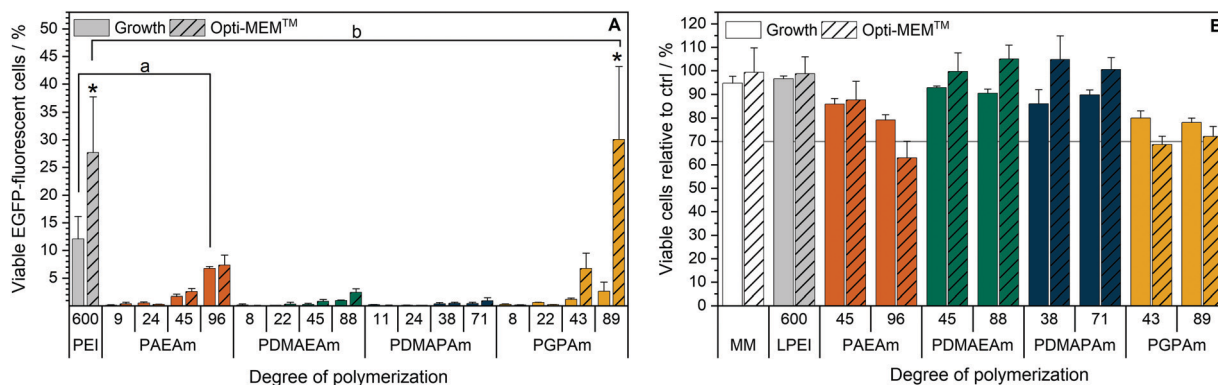 Growth
Opti-MEM™
A
Viable EGFP-fluorescent cells / %
50
45
40
35
30
25
20
15
10
5
*
a
b
*
600 9 24 45 96 8 22 45 88 11 24 38 71 8 22 43 89
PEI PAEAm PDMAEAm PDMAPAm PGPAm
Degree of polymerization
Growth
Opti-MEM™
Viable cells relative to ctrl / %
120
110
100
90
80
70
60
50
40
30
20
10
0
600 45 96 45 88 38 71 43 89
MM LPEI PAEAm PDMAEAm PDMAPAm PGPAm
Degree of polymerization